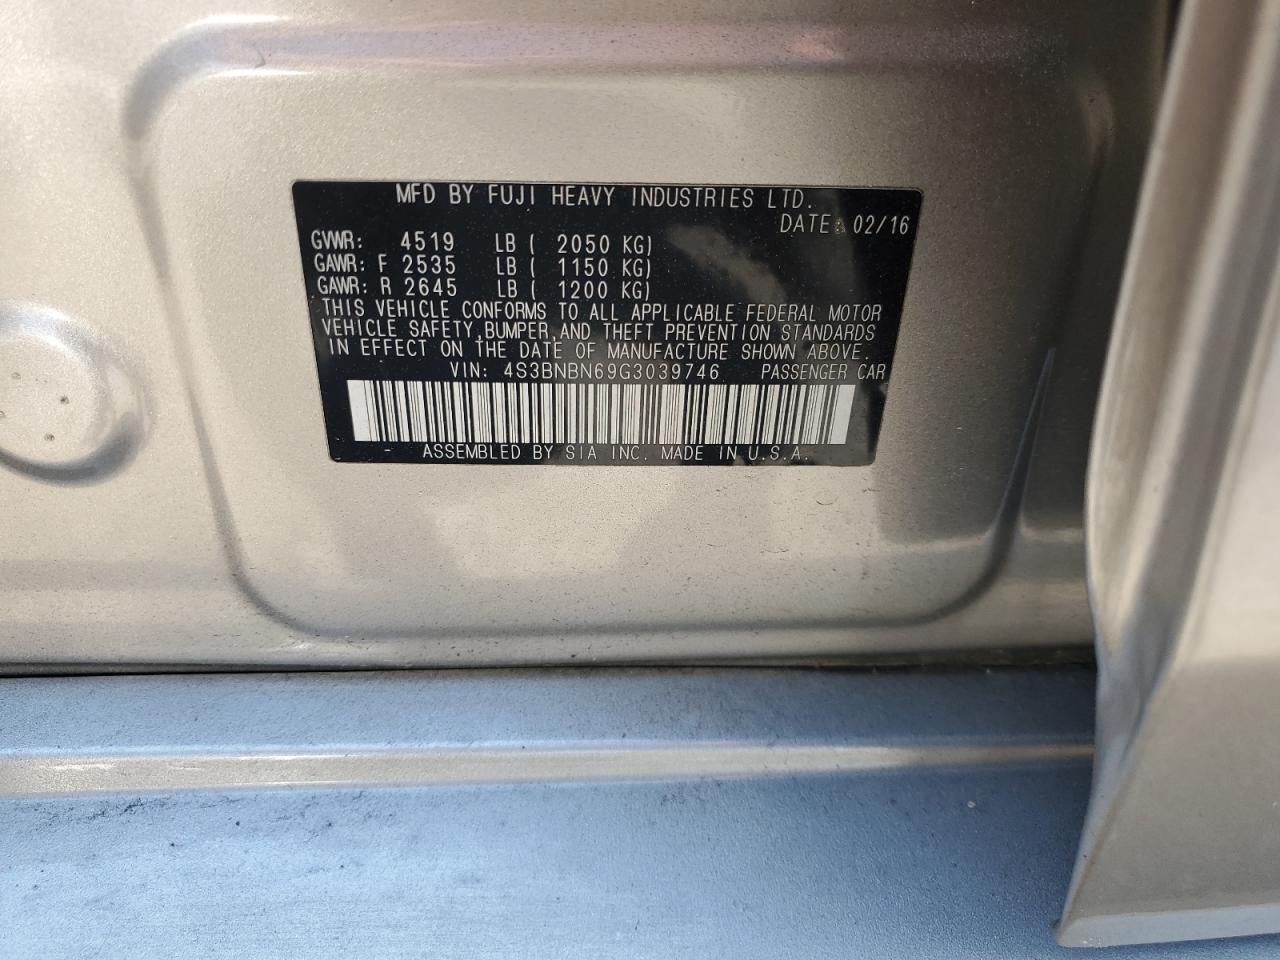 MFD BY FUJI HEAVY INDUSTRIES LTD.
DATE: 02/16
GVWR: 4519 LB ( 2050 KG)
GAWR: F 2535 LB ( 1150 KG)
GAWR: R 2645 LB ( 1200 KG)
THIS VEHICLE CONFORMS TO ALL APPLICABLE FEDERAL MOTOR
VEHICLE SAFETY, BUMPER, AND THEFT PREVENTION STANDARDS
IN EFFECT ON THE DATE OF MANUFACTURE SHOWN ABOVE.
VIN: 4S3BNBN69G3039746 PASSENGER CAR
ASSEMBLED BY SIA INC. MADE IN U.S.A.